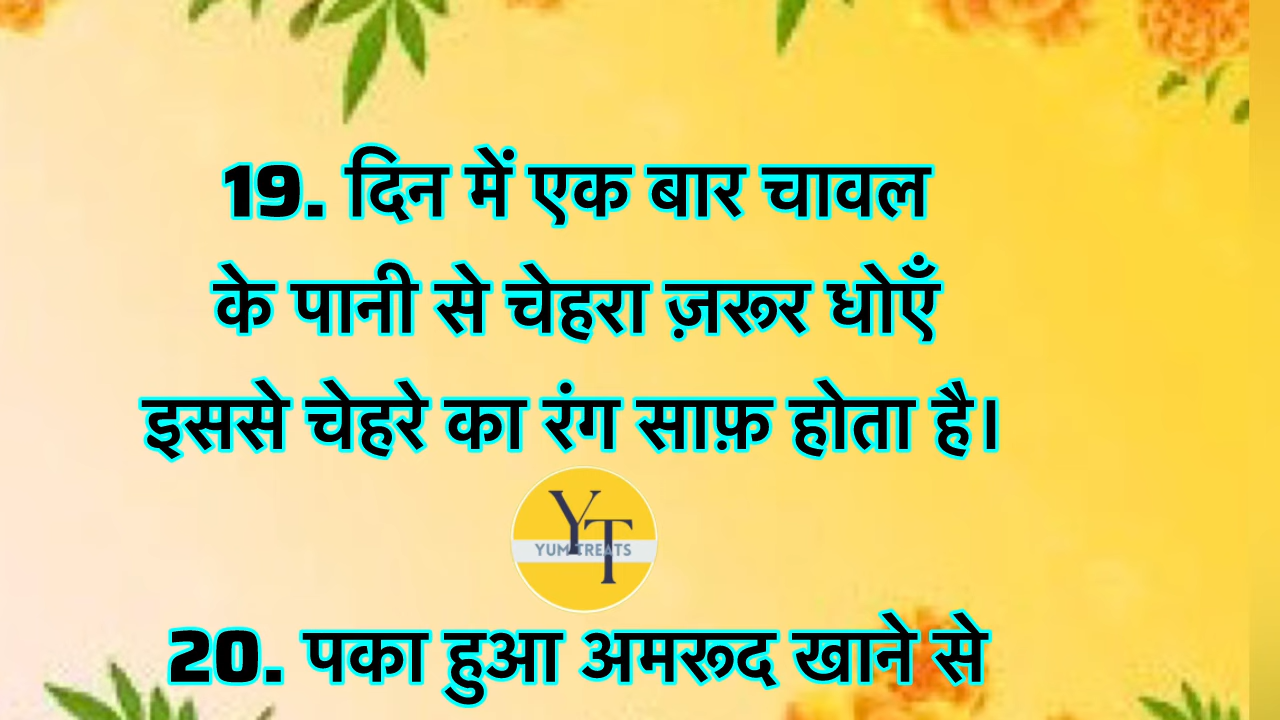 19. दिन में एक बार चावल
के पानी से चेहरा ज़रूर धोएँ
इससे चेहरे का रंग साफ़ होता है।
YT
YUM TREATS
20. पका हुआ अमरूद खाने से